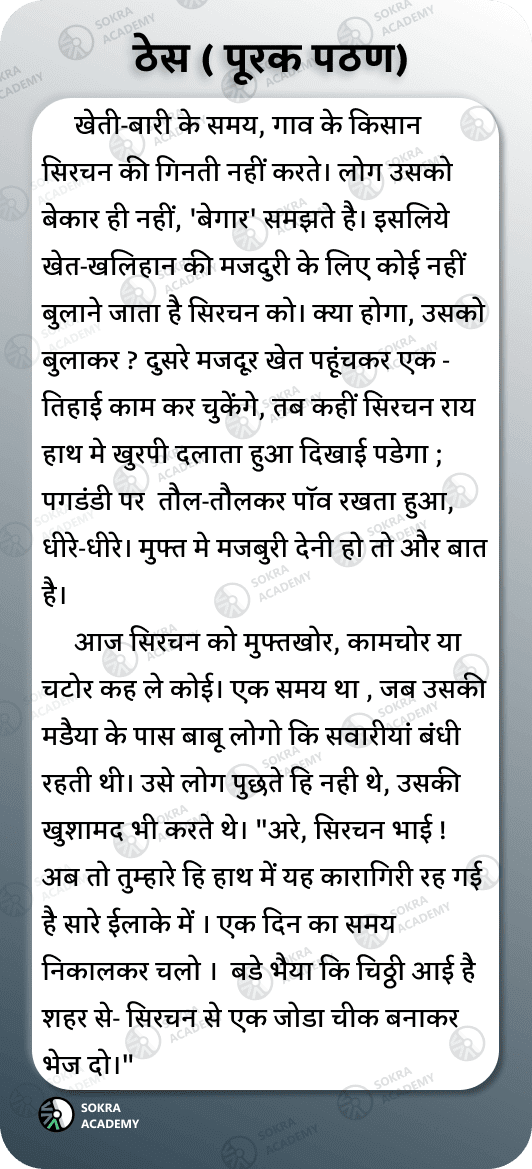 ठेस ( पूरक पठण)
खेती-बारी के समय, गाव के किसान
सिरचन की गिनती नहीं करते। लोग उसको
बेकार ही नहीं, 'बेगार' समझते है। इसलिये
खेत-खलिहान की मजदुरी के लिए कोई नहीं
बुलाने जाता है सिरचन को। क्या होगा, उसको
बुलाकर ? दुसरे मजदूर खेत पहूंचकर एक -
तिहाई काम कर चुकेंगे, तब कहीं सिरचन राय
हाथ मे खुरपी दलाता हुआ दिखाई पडेगा ;
पगडंडी पर तौल-तौलकर पॉव रखता हुआ,
धीरे-धीरे। मुफ्त मे मजबुरी देनी हो तो और बात
है।
आज सिरचन को मुफ्तखोर, कामचोर या
चटोर कह ले कोई। एक समय था , जब उसकी
मडैया के पास बाबू लोगो कि सवारीयां बंधी
रहती थी। उसे लोग पुछते हि नही थे, उसकी
खुशामद भी करते थे। "अरे, सिरचन भाई !
अब तो तुम्हारे हि हाथ में यह कारागिरी रह गई
है सारे ईलाके में । एक दिन का समय
निकालकर चलो । बडे भैया कि चिठ्ठी आई है
शहर से- सिरचन से एक जोडा चीक बनाकर
भेज दो।"
SOKRA
ACADEMY